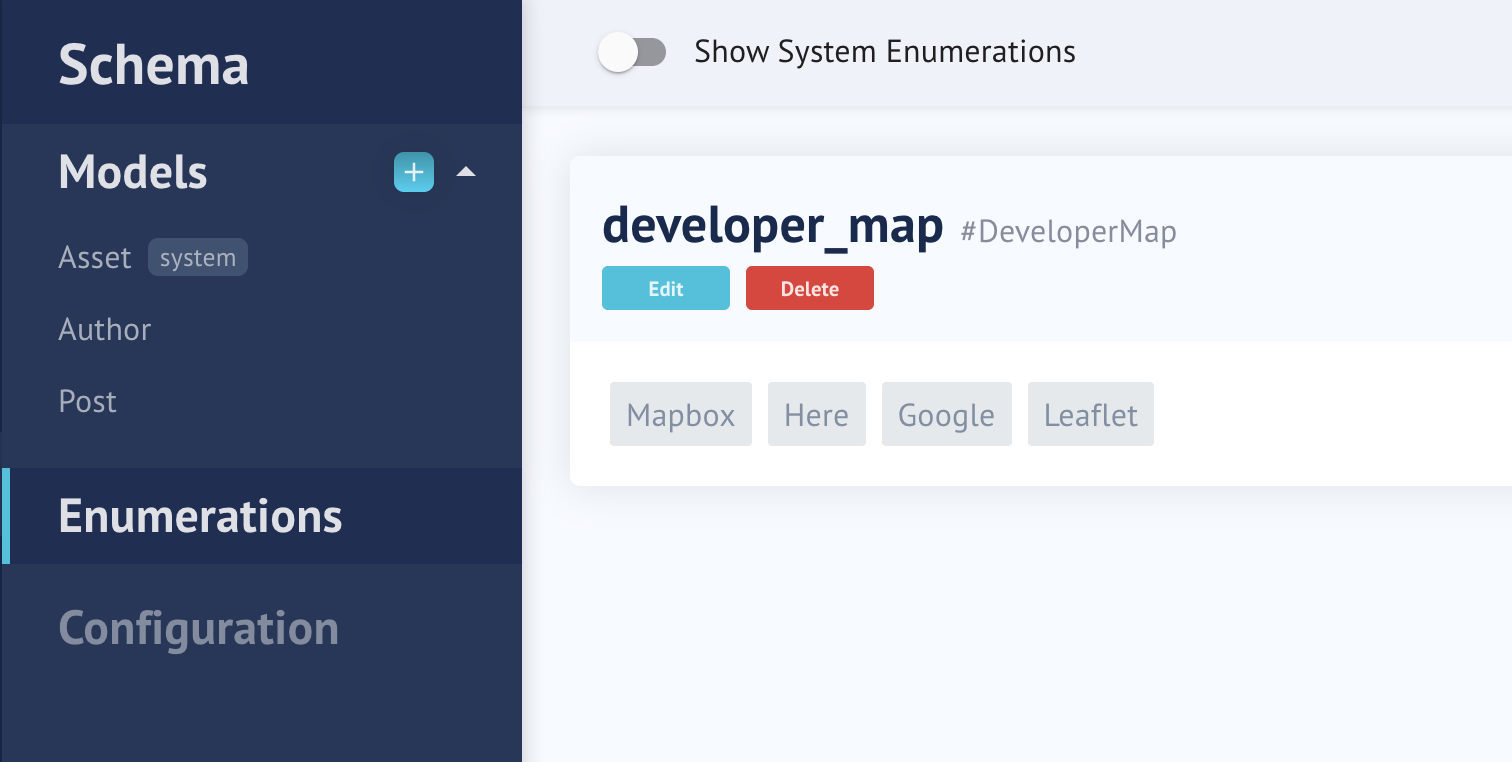 Schema
Models
Asset system
Author
Post
Enumerations
Configuration
Show System Enumerations
developer_map #DeveloperMap
Edit Delete
Mapbox Here Google Leaflet